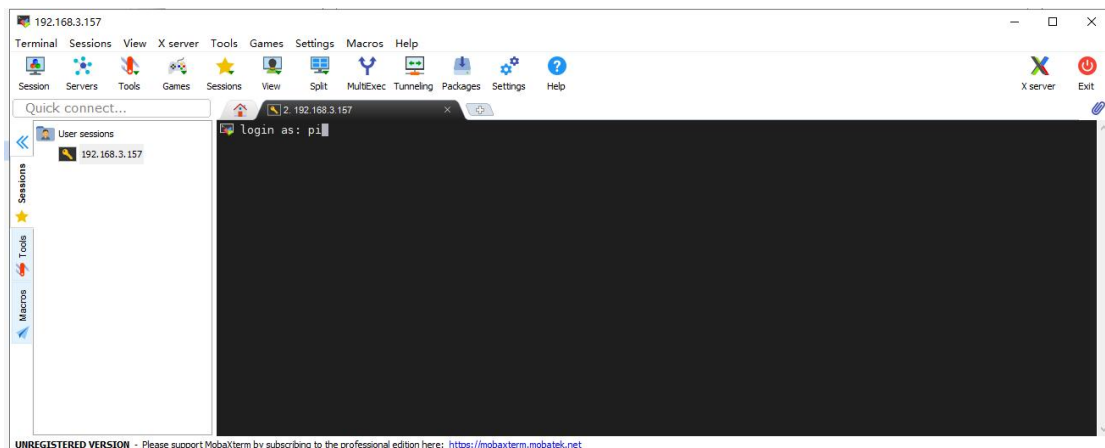 192.168.3.157
Terminal Sessions View X server Tools Games Settings Macros Help
Session Servers Tools Games Sessions View Split MultiExec Tunneling Packages Settings Help X server Exit
Quick connect...
2. 192.168.3.157
User sessions
192.168.3.157
login as: pi
Sessions
Tools
Macros
UNREGISTERED VERSION - Please support MobaXterm by subscribing to the professional edition here: https://mobaxterm.mobatek.net